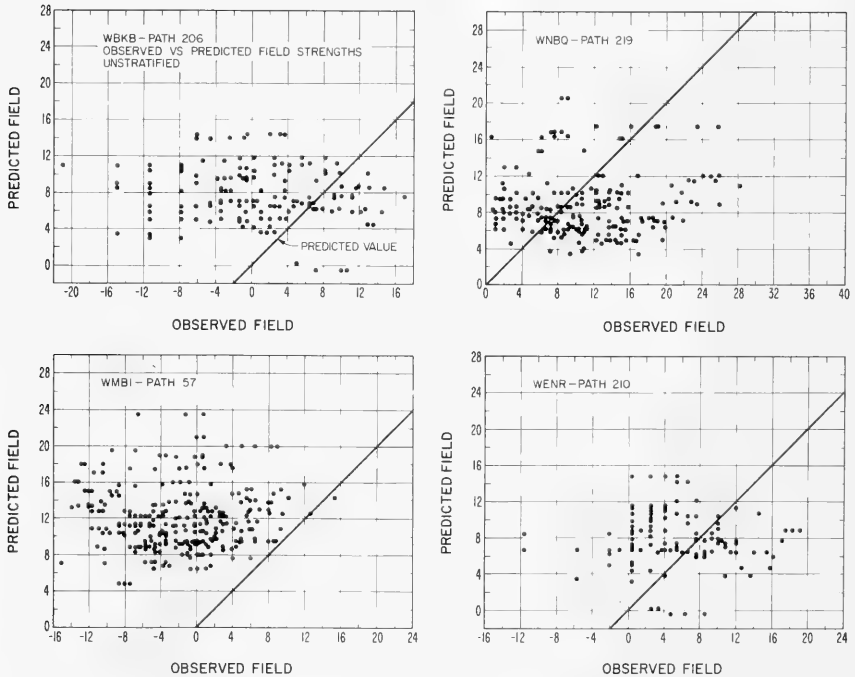 WBKB-PATH 206
OBSERVED VS PREDICTED FIELD STRENGTHS
UNSTRATIFIED
PREDICTED FIELD
28
24
20
16
12
8
4
0
PREDICTED VALUE
-20 -16 -12 -8 -4 0 4 8 12 16
OBSERVED FIELD
WNBQ-PATH 219
PREDICTED FIELD
28
24
20
16
12
8
4
0
0 4 8 12 16 20 24 28 30 40
OBSERVED FIELD
WMBI-PATH 57
PREDICTED FIELD
28
24
20
16
12
8
4
0
-16 -12 -8 -4 0 4 8 12 16 20 24
OBSERVED FIELD
WENR-PATH 210
PREDICTED FIELD
28
24
20
16
12
8
4
0
-16 -12 -8 -4 0 4 8 12 16 20 24
OBSERVED FIELD